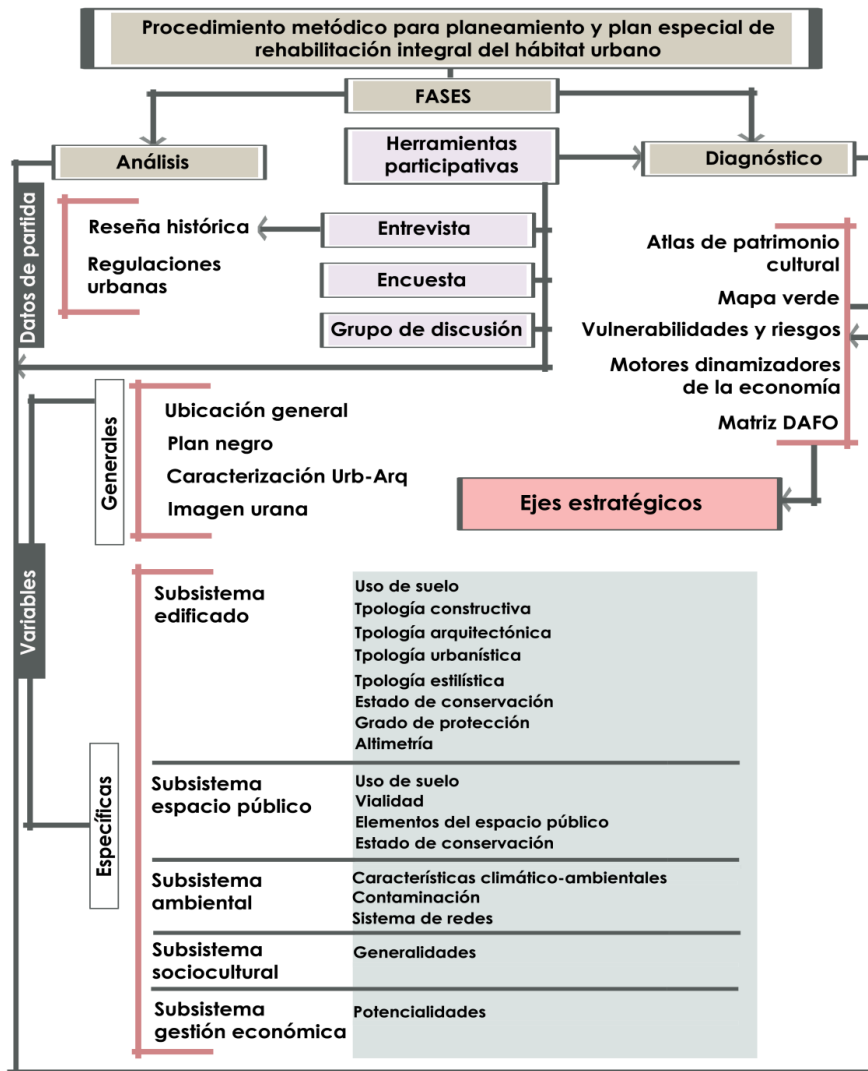 Procedimiento metódico para planeamiento y plan especial de
rehabilitación integral del hábitat urbano
FASES
Análisis
Herramientas
participativas
Diagnóstico
Datos de partida
Reseña histórica
Regulaciones
urbanas
Entrevista
Encuesta
Grupo de discusión
Atlas de patrimonio
cultural
Mapa verde
Vulnerabilidades y riesgos
Motores dinamizadores
de la economía
Matriz DAFO
Ejes estratégicos
Variables
Generales
Ubicación general
Plan negro
Caracterización Urb-Arq
Imagen urana
Específicas
Subsistema
edificado
Uso de suelo
Tpología constructiva
Tpología arquitectónica
Tpología urbanística
Tpología estilística
Estado de conservación
Grado de protección
Altimetría
Subsistema
espacio público
Uso de suelo
Vialidad
Elementos del espacio público
Estado de conservación
Subsistema
ambiental
Características climático-ambientales
Contaminación
Sistema de redes
Subsistema
sociocultural
Generalidades
Subsistema
gestión económica
Potencialidades